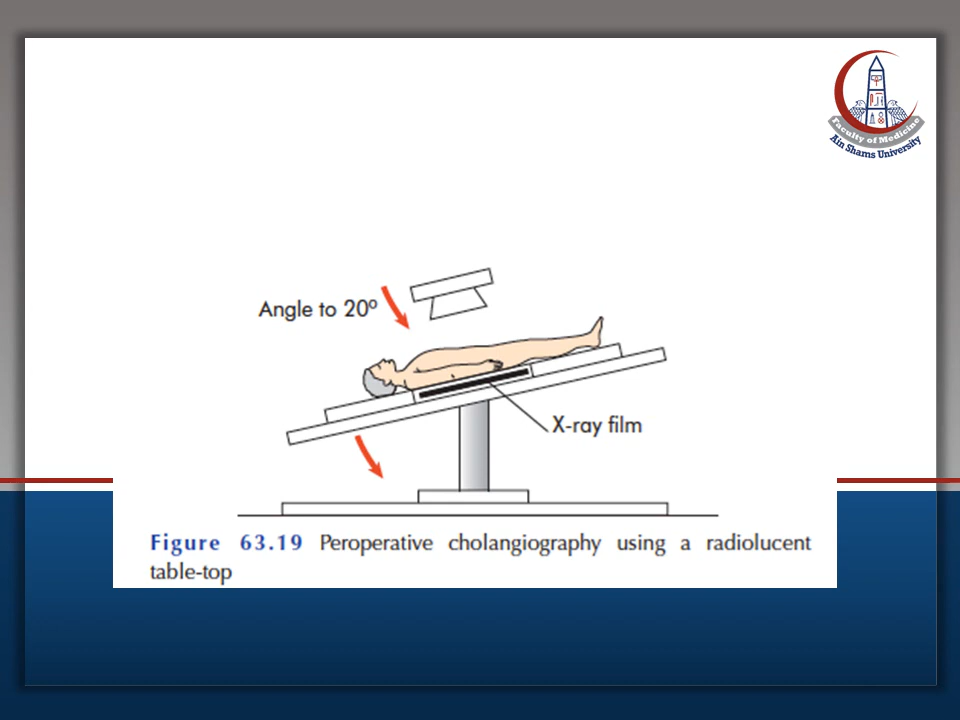 Faculty of Medicine
Ain Shams University
Angle to 20º
X-ray film
Figure 63.19 Peroperative cholangiography using a radiolucent
table-top